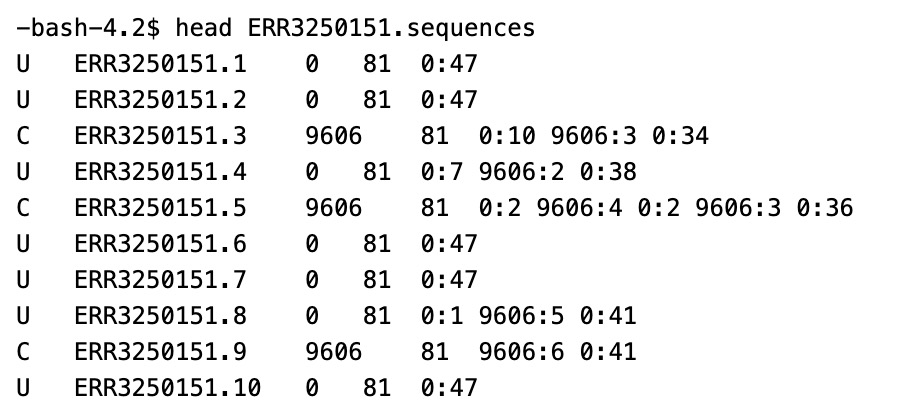 -bash-4.2$ head ERR3250151.sequences
U ERR3250151.1 0 81 0:47
U ERR3250151.2 0 81 0:47
C ERR3250151.3 9606 81 0:10 9606:3 0:34
U ERR3250151.4 0 81 0:7 9606:2 0:38
C ERR3250151.5 9606 81 0:2 9606:4 0:2 9606:3 0:36
U ERR3250151.6 0 81 0:47
U ERR3250151.7 0 81 0:47
U ERR3250151.8 0 81 0:1 9606:5 0:41
C ERR3250151.9 9606 81 9606:6 0:41
U ERR3250151.10 0 81 0:47